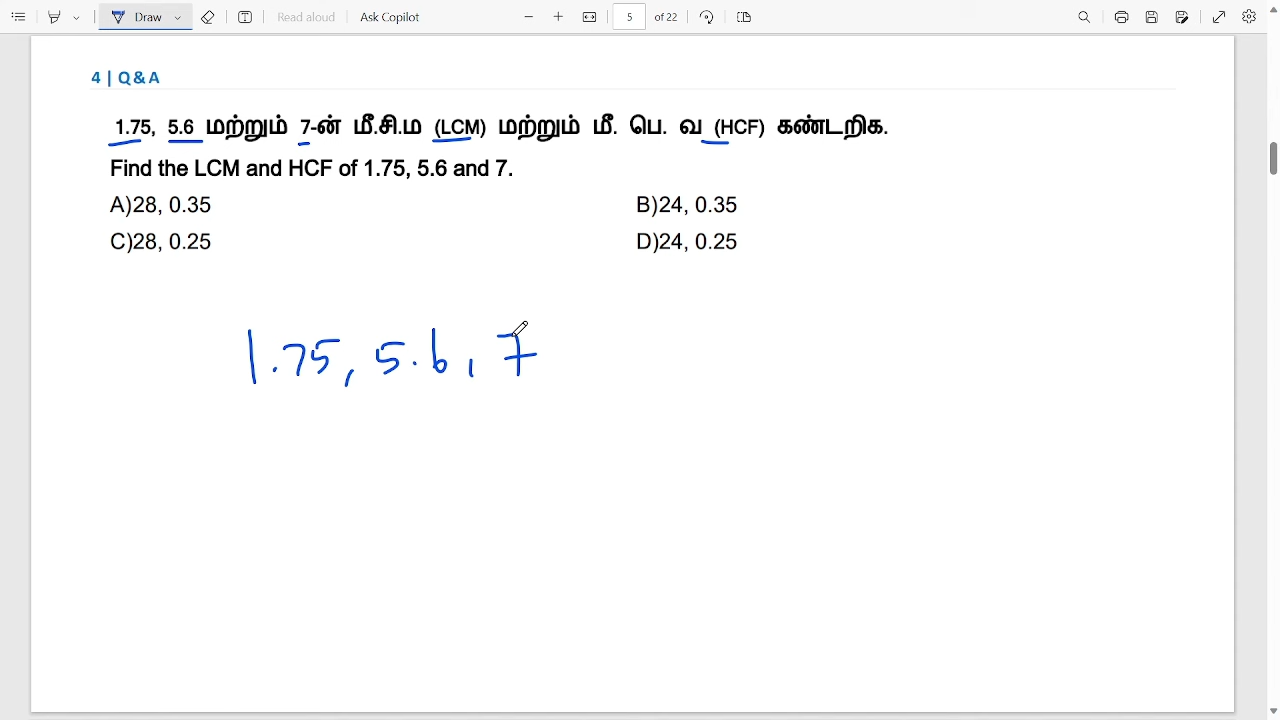 Draw
Read aloud
Ask Copilot
5
of 22
4 | Q&A
1.75, 5.6 மற்றும் 7-ன் மீ.சி.ம (LCM) மற்றும் மீ. பெ. வ (HCF) கண்டறிக.
Find the LCM and HCF of 1.75, 5.6 and 7.
A)28, 0.35
B)24, 0.35
C)28, 0.25
D)24, 0.25
1.75, 5.6, 7